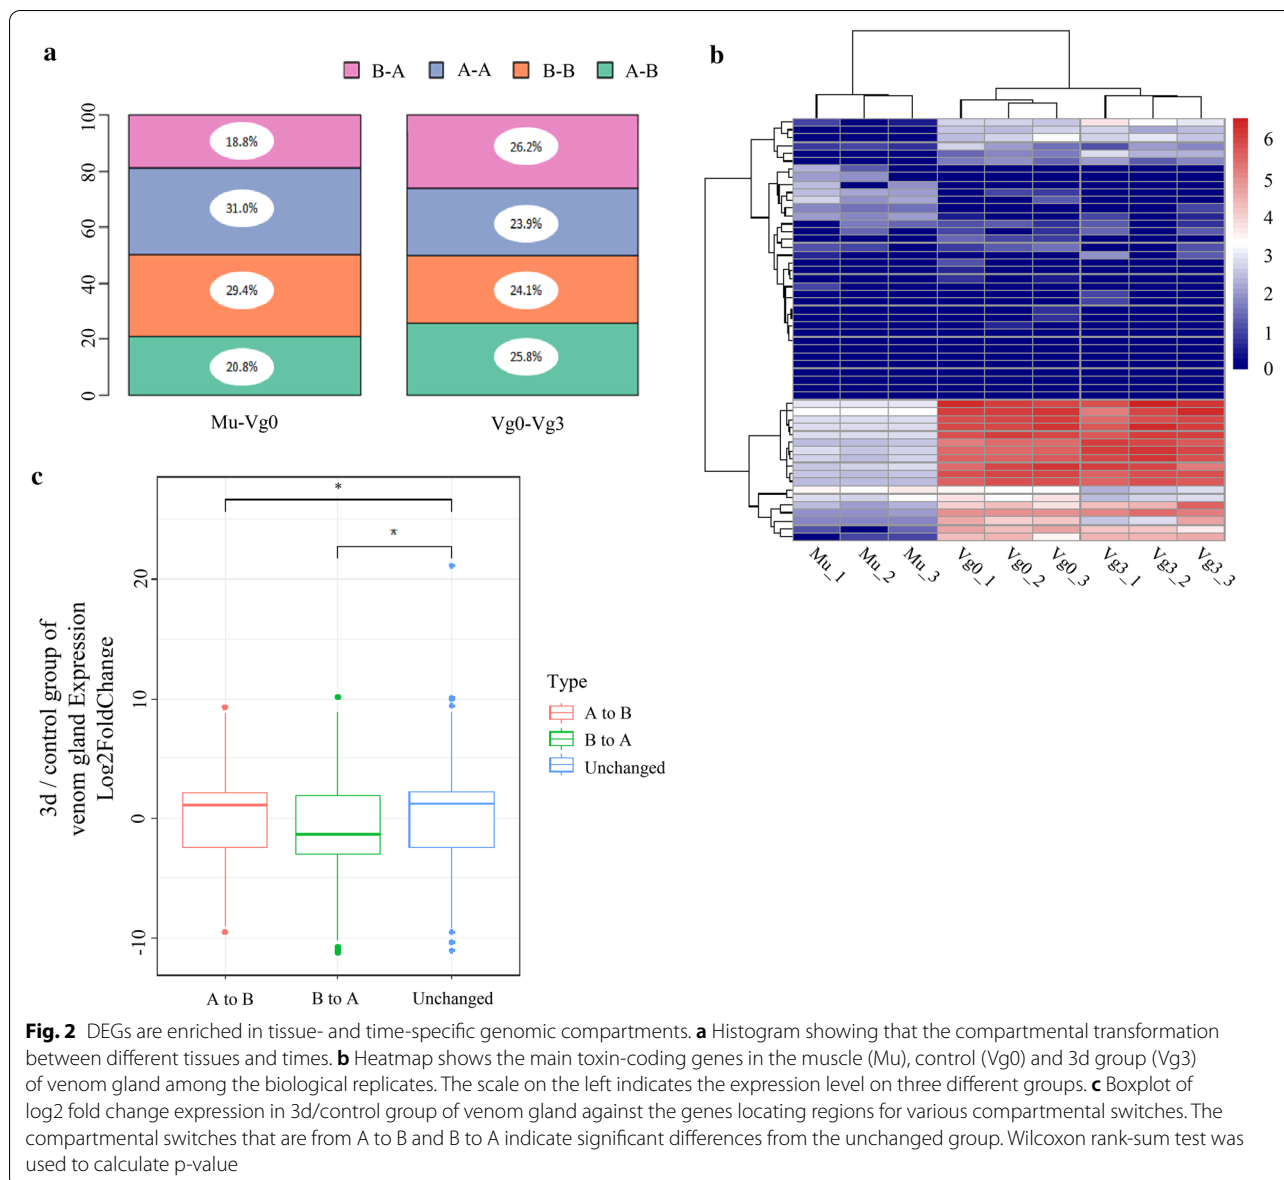 a
B-A A-A B-B A-B
100
80
60
40
20
0
18.8%
31.0%
29.4%
20.8%
26.2%
23.9%
24.1%
25.8%
Mu-Vg0 Vg0-Vg3
b
6
5
4
3
2
1
0
Mu_1 Mu_2 Mu_3 Vg0_1 Vg0_2 Vg0_3 Vg3_1 Vg3_2 Vg3_3
c
3d / control group of
venom gland Expression
Log2FoldChange
20
10
0
-10
*
*
Type
A to B
B to A
Unchanged
A to B B to A Unchanged
Fig. 2 DEGs are enriched in tissue- and time-specific genomic compartments. a Histogram showing that the compartmental transformation
between different tissues and times. b Heatmap shows the main toxin-coding genes in the muscle (Mu), control (Vg0) and 3d group (Vg3)
of venom gland among the biological replicates. The scale on the left indicates the expression level on three different groups. c Boxplot of
log2 fold change expression in 3d/control group of venom gland against the genes locating regions for various compartmental switches. The
compartmental switches that are from A to B and B to A indicate significant differences from the unchanged group. Wilcoxon rank-sum test was
used to calculate p-value